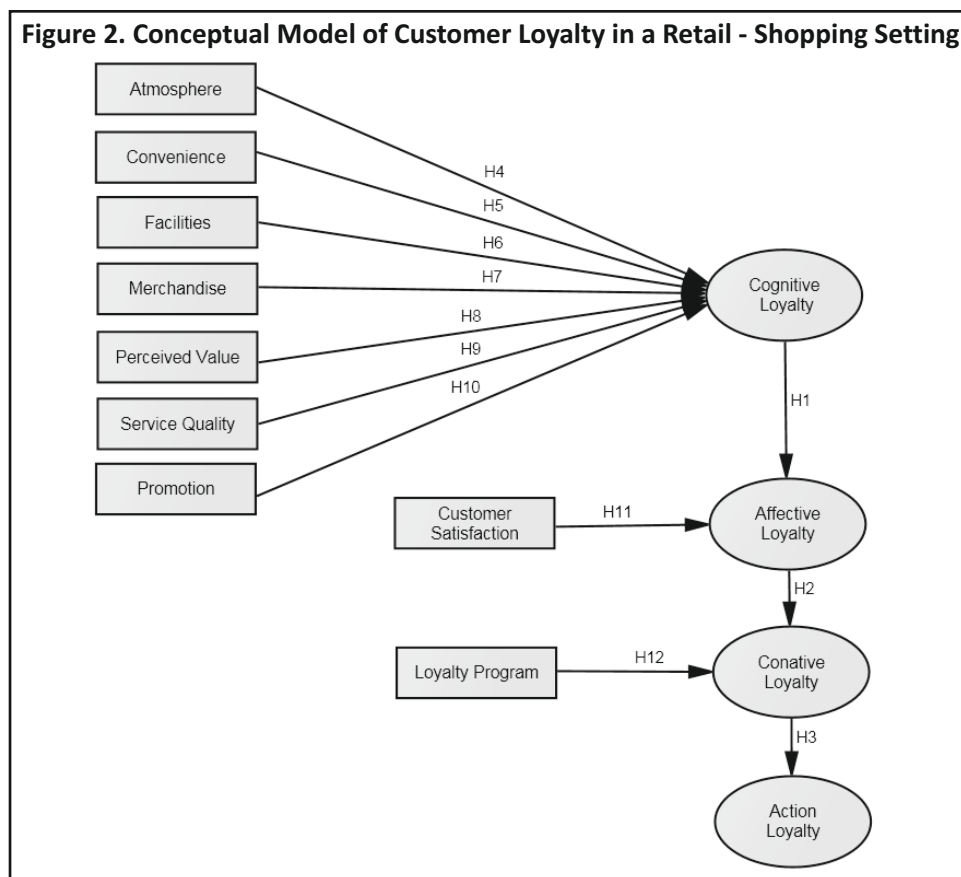 Figure 2. Conceptual Model of Customer Loyalty in a Retail - Shopping Setting
Atmosphere
Convenience
Facilities
Merchandise
Perceived Value
Service Quality
Promotion
H4
H5
H6
H7
H8
H9
H10
Cognitive
Loyalty
H1
Customer
Satisfaction
H11
Affective
Loyalty
H2
Loyalty Program
H12
Conative
Loyalty
H3
Action
Loyalty